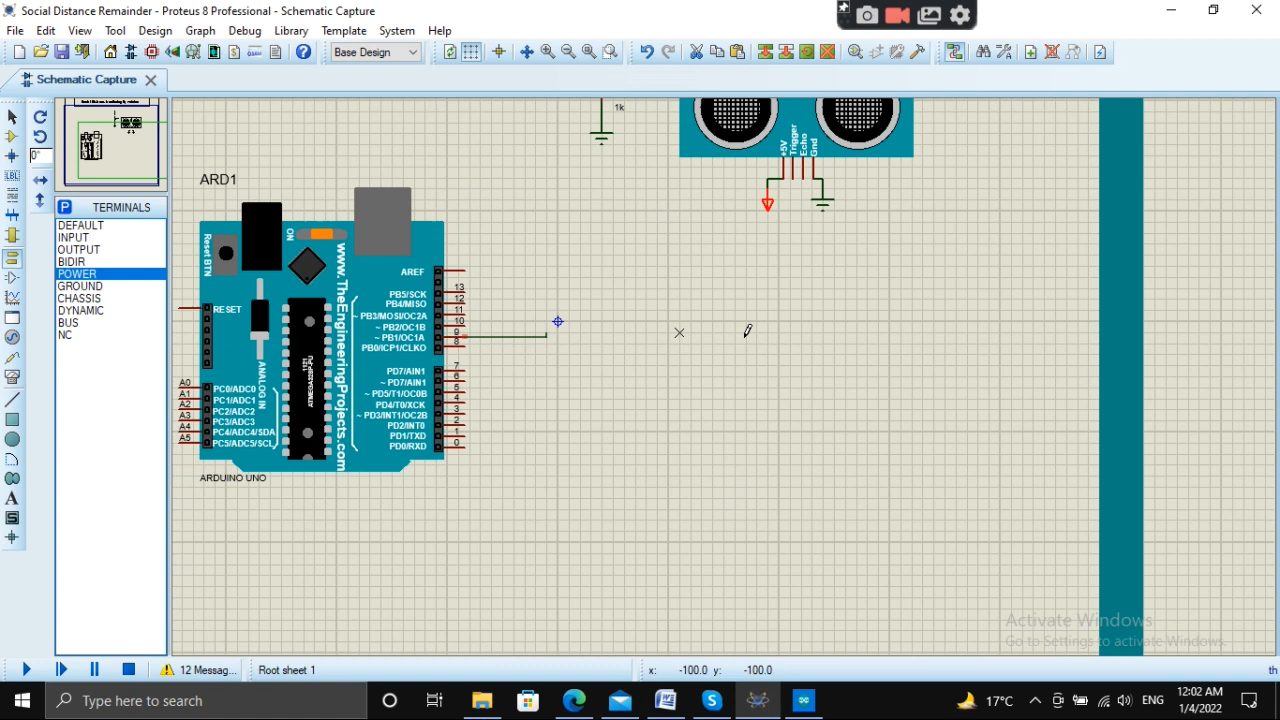 Social Distance Remainder - Proteus 8 Professional - Schematic Capture
File Edit View Tool Design Graph Debug Library Template System Help
Base Design
Schematic Capture
0°
LBL
P TERMINALS
DEFAULT
INPUT
OUTPUT
BIDIR
POWER
GROUND
CHASSIS
DYNAMIC
BUS
NC
1k
+5V
Trigger
Echo
Gnd
ARD1
Reset BTN
ON
www.TheEngineeringProjects.com
1121
ATMEGA328P-PU
ANALOG IN
RESET
AREF
PB5/SCK 13
PB4/MISO 12
~ PB3/MOSI/OC2A 11
~ PB2/OC1B 10
~ PB1/OC1A 9
PB0/ICP1/CLKO 8
PD7/AIN1 7
~ PD7/AIN1 6
~ PD5/T1/OC0B 5
PD4/T0/XCK 4
~ PD3/INT1/OC2B 3
PD2/INT0 2
PD1/TXD 1
PD0/RXD 0
A0 PC0/ADC0
A1 PC1/ADC1
A2 PC2/ADC2
A3 PC3/ADC3
A4 PC4/ADC4/SDA
A5 PC5/ADC5/SCL
ARDUINO UNO
Activate Windows
Go to Settings to activate Windows.
12 Messag... Root sheet 1 x: -100.0 y: -100.0 th
Type here to search
17°C ENG
12:02 AM
1/4/2022